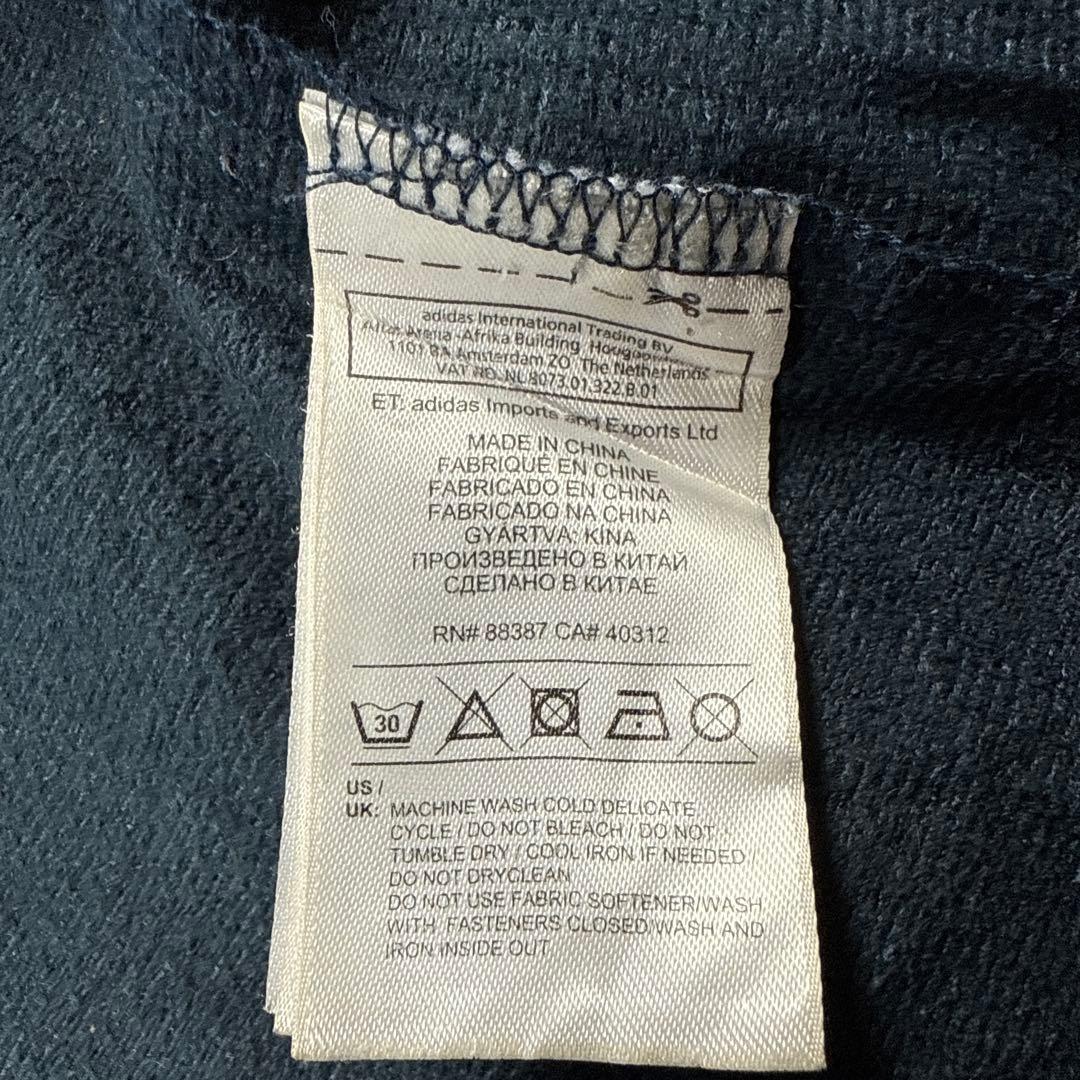 adidas International Trading BV
Atlas Arena -Afrika Building,
1101 BA Amsterdam ZO The Netherlands
VAT NO. NL 8073.01.322.B.01
ET: adidas Imports and Exports Ltd
MADE IN CHINA
FABRIQUÉ EN CHINE
FABRICADO EN CHINA
FABRICADO NA CHINA
GYÁRTVA: KÍNA
ПРОИЗВЕДЕНО В КИТАЙ
СДЕЛАНО В КИТАЕ
RN# 88387 CA# 40312
30
US /
UK: MACHINE WASH COLD DELICATE
CYCLE / DO NOT BLEACH / DO NOT
TUMBLE DRY / COOL IRON IF NEEDED /
DO NOT DRYCLEAN
DO NOT USE FABRIC SOFTENER/WASH
WITH FASTENERS CLOSED/WASH AND
IRON INSIDE OUT